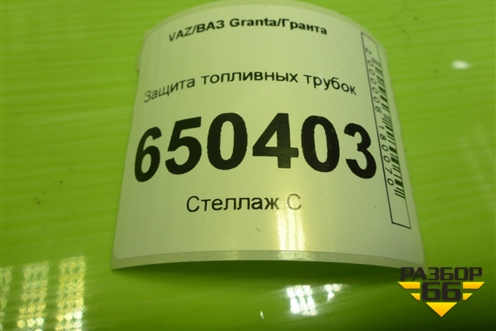 VAZ/ВАЗ Granta/Гранта
Защита топливных трубок
650403
Стеллаж С
РАЗБОР
66